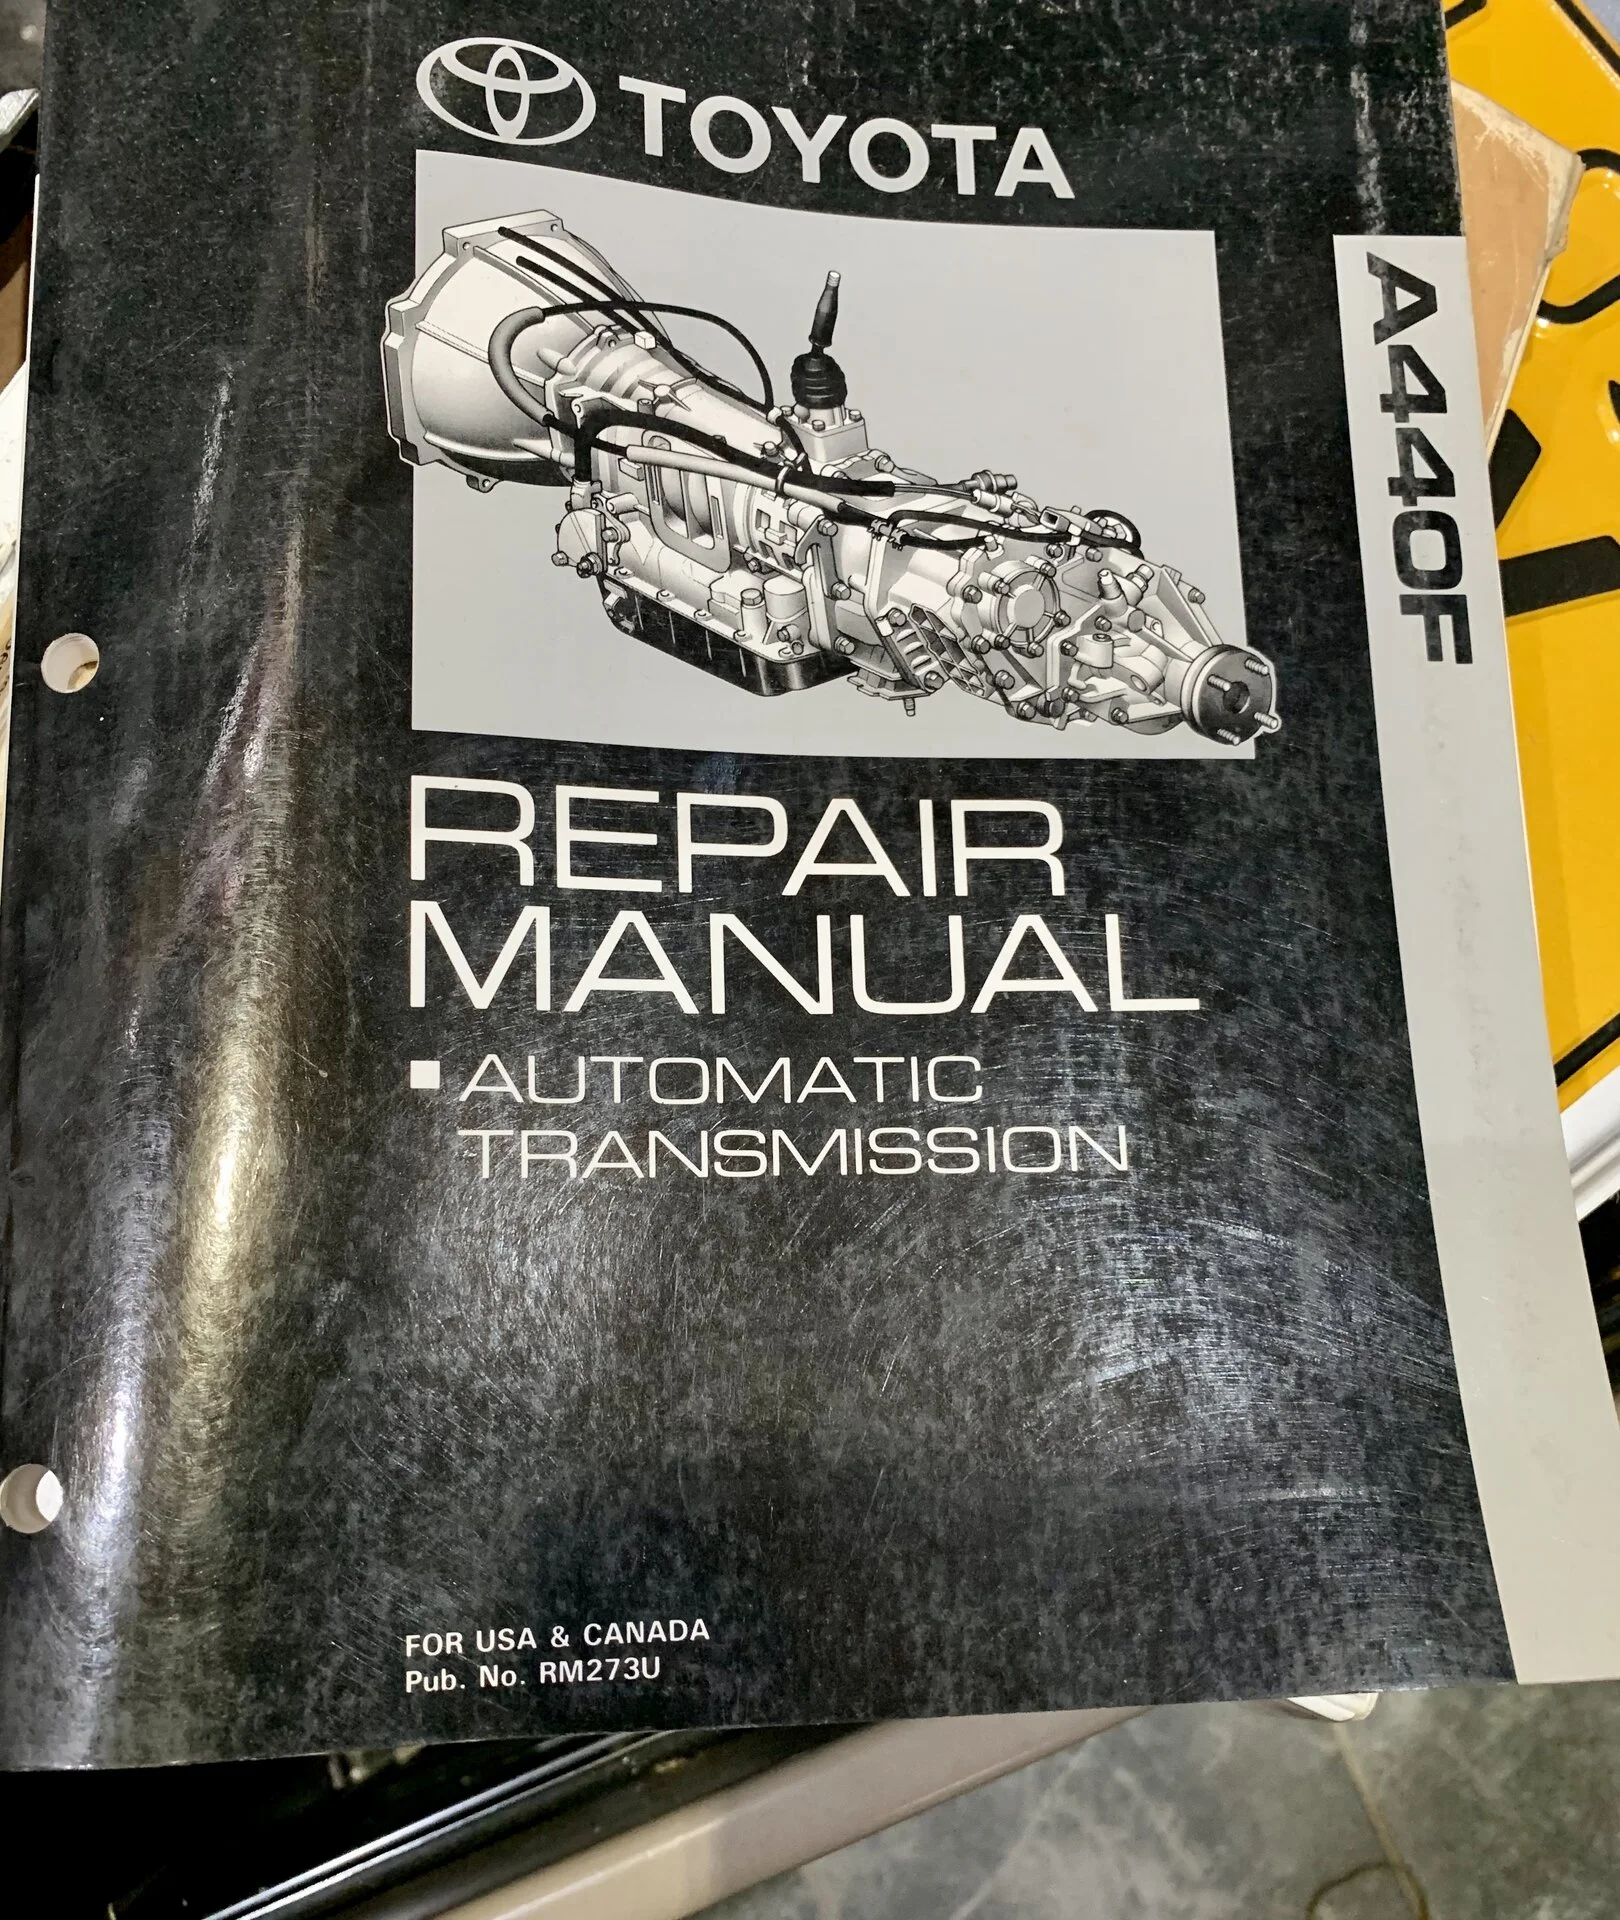 TOYOTA
A440F
REPAIR
MANUAL
AUTOMATIC
TRANSMISSION
FOR USA & CANADA
Pub. No. RM273U